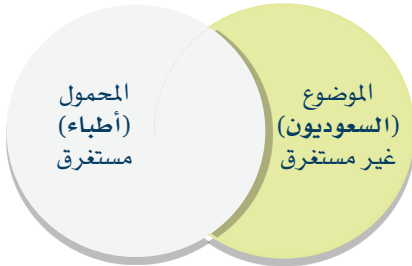 الموضوع
(السعوديون)
غير مستغرق
المحمول
(أطباء)
مستغرق